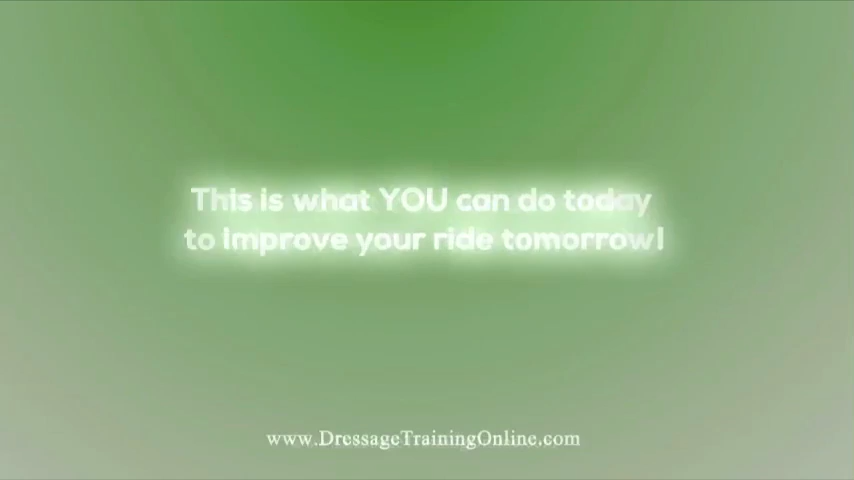 This is what YOU can do today
to improve your ride tomorrow!
www.DressageTrainingOnline.com